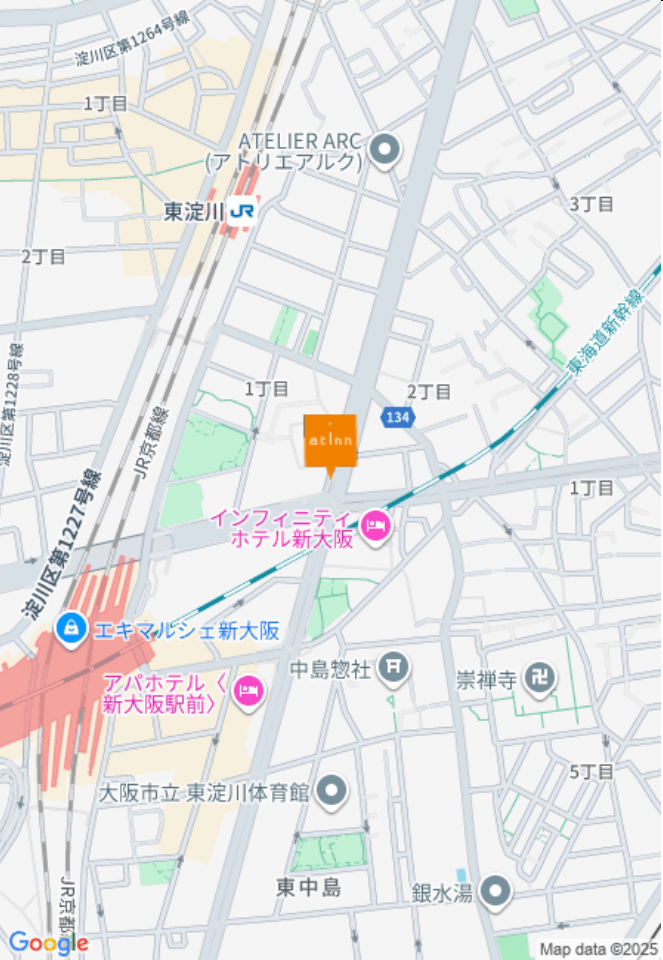 淀川区第1264号線
1丁目
ATELIER ARC
(アトリエアルク)
3丁目
東淀川
JR
2丁目
東海道新幹線
淀川区第1228号線
1丁目
2丁目
134
JR京都線
at inn
淀川区第1227号線
1丁目
インフィニティ
ホテル新大阪
エキマルシェ新大阪
中島惣社
崇禅寺
アパホテル〈
新大阪駅前〉
5丁目
大阪市立 東淀川体育館
東中島
銀水湯
JR京都
Google
Map data ©2025